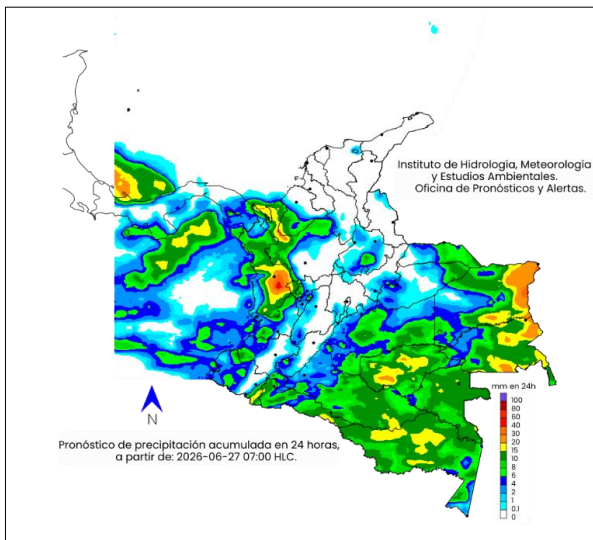 Instituto de Hidrología, Meteorología
y Estudios Ambientales.
Oficina de Pronósticos y Alertas.
mm en 24h
100
80
60
40
30
20
15
10
8
6
4
2
1
0.1
0
N
Pronóstico de precipitación acumulada en 24 horas,
a partir de: 2026-06-27 07:00 HLC.